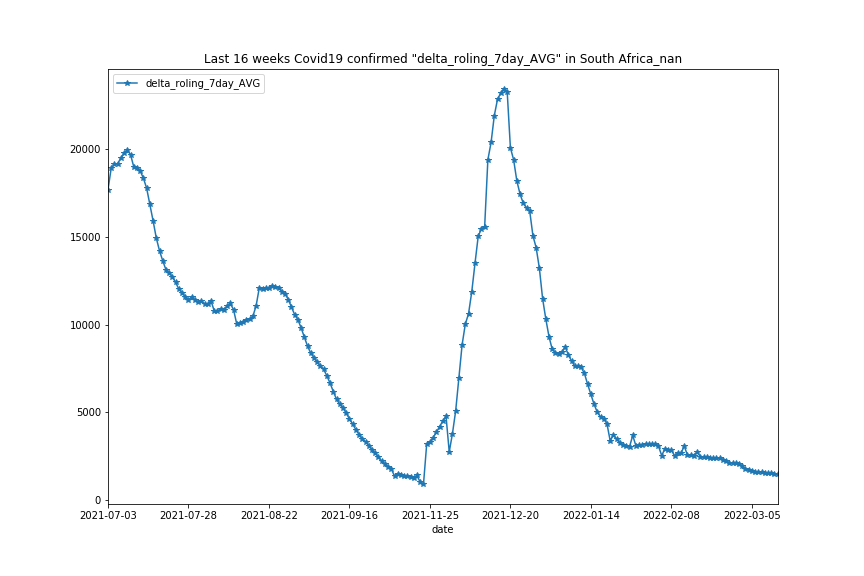 Last 16 weeks Covid19 confirmed "delta_roling_7day_AVG" in South Africa_nan
delta_roling_7day_AVG
20000
15000
10000
5000
0
2021-07-03 2021-07-28 2021-08-22 2021-09-16 2021-11-25 2021-12-20 2022-01-14 2022-02-08 2022-03-05
date